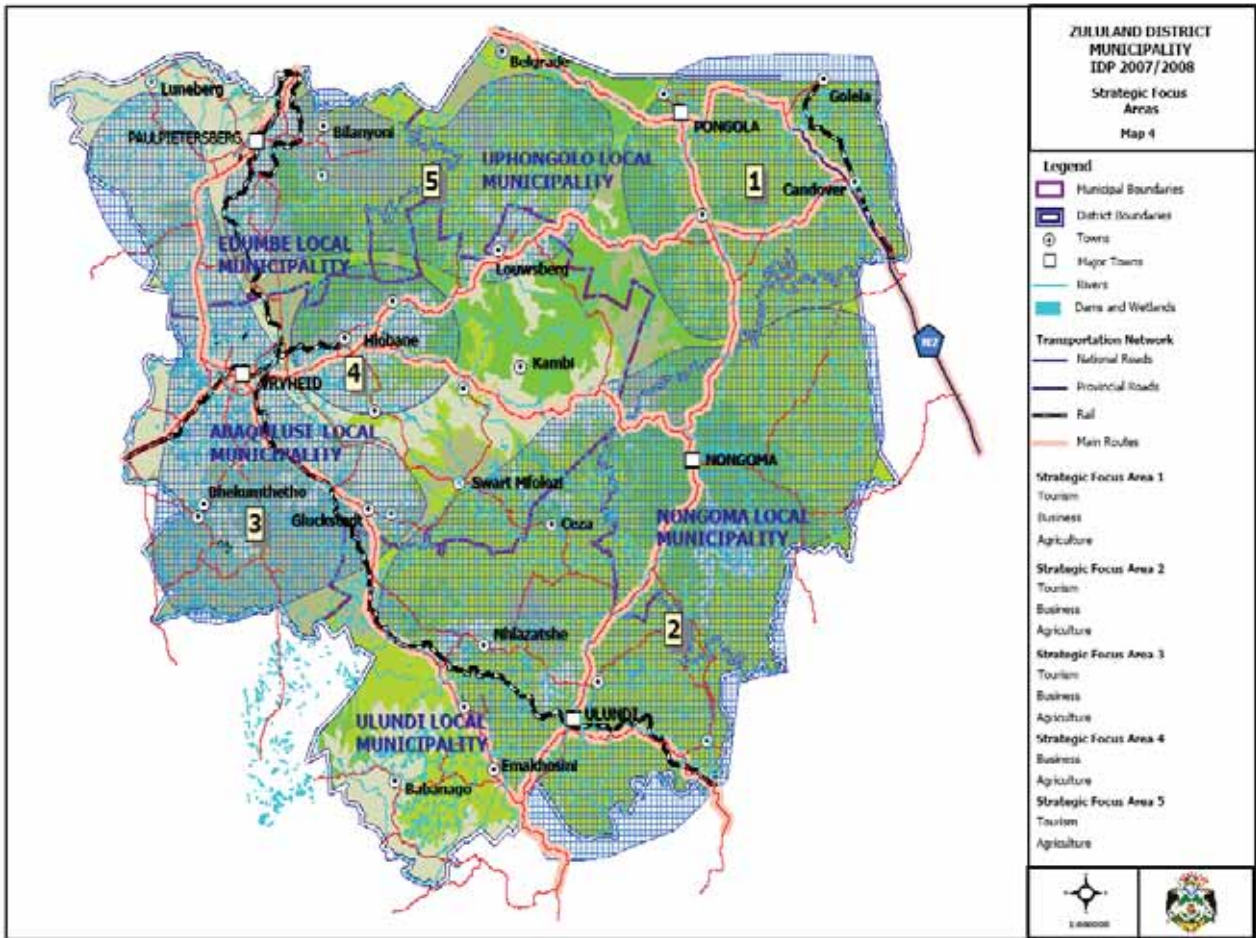 ZULULAND DISTRICT
MUNICIPALITY
IDP 2007/2008
Strategic Focus
Areas
Map 4
Legend
Municipal Boundaries
District Boundaries
Towns
Major Towns
Rivers
Dams and Wetlands
Transportation Network
National Roads
Provincial Roads
Rail
Main Routes
Strategic Focus Area 1
Tourism
Business
Agriculture
Strategic Focus Area 2
Tourism
Business
Agriculture
Strategic Focus Area 3
Tourism
Business
Agriculture
Strategic Focus Area 4
Business
Agriculture
Strategic Focus Area 5
Tourism
Agriculture
Belgrade
Luneberg
Golela
PONGOLA
PAULPIETERSBERG
Bilanyoni
UPHONGOLO LOCAL
MUNICIPALITY
5
1
Candover
EDUMBE LOCAL
MUNICIPALITY
Louwsberg
N2
Hlobane
Kambi
VRYHEID
4
ABAQULUSI LOCAL
MUNICIPALITY
NONGOMA
Swart Mfolozi
Bhekumthetho
Gluckstadt
Coza
3
NONGOMA LOCAL
MUNICIPALITY
Nhlazatshe
2
ULUNDI
ULUNDI LOCAL
MUNICIPALITY
Emakhosini
Babanago